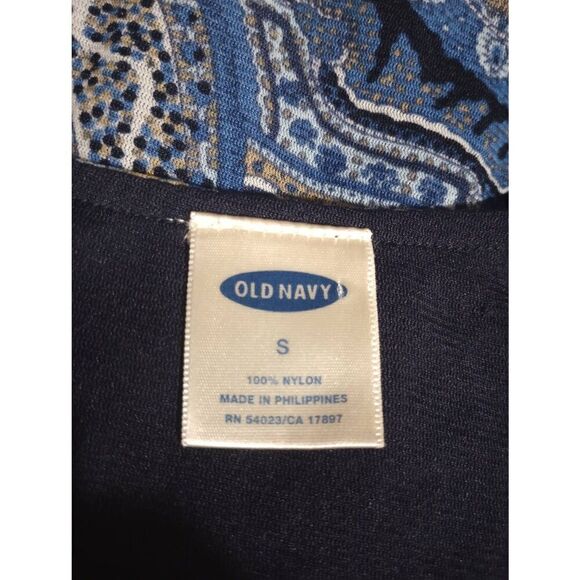 OLD NAVY
S
100% NYLON
MADE IN PHILIPPINES
RN 54023/CA 17897